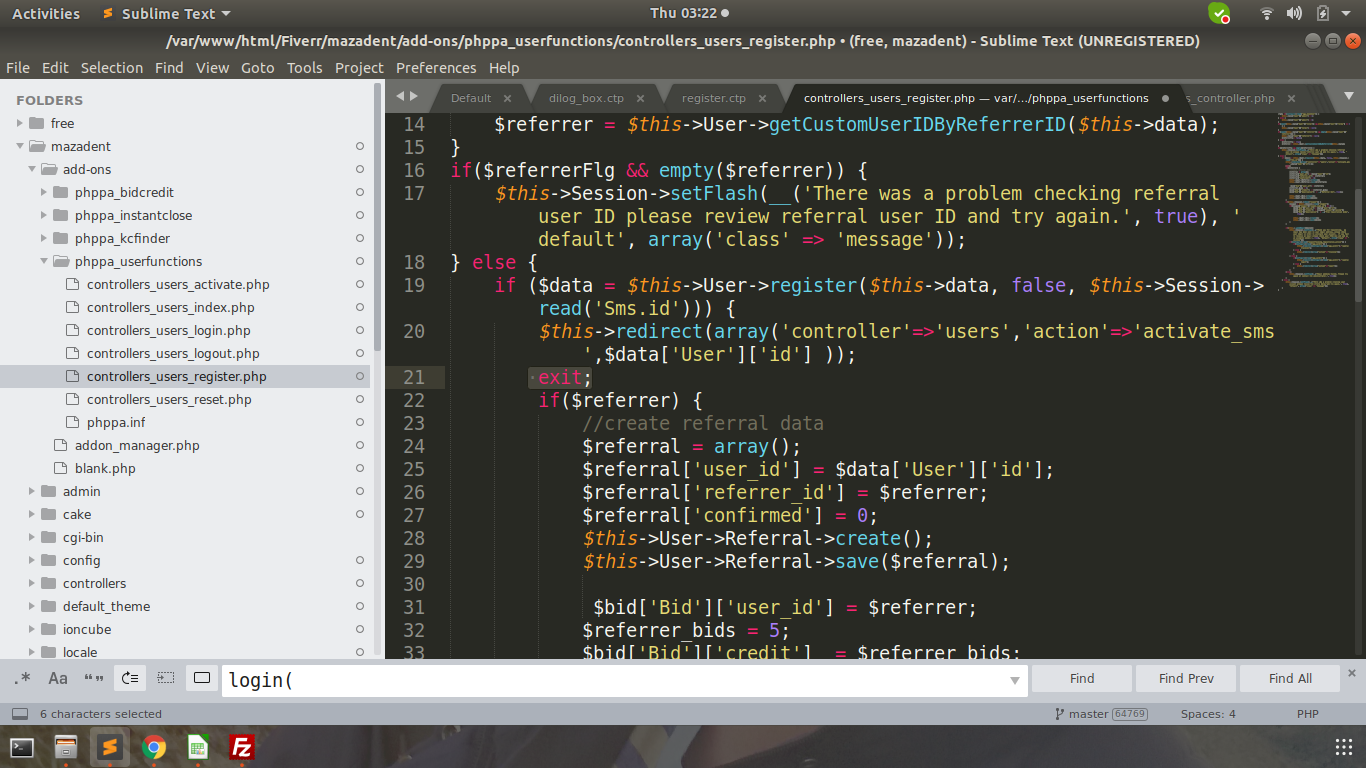 Activities Sublime Text Thu 03:22
/var/www/html/Fiverr/mazadent/add-ons/phppa_userfunctions/controllers_users_register.php • (free, mazadent) - Sublime Text (UNREGISTERED)
File Edit Selection Find View Goto Tools Project Preferences Help
FOLDERS
free
mazadent
add-ons
phppa_bidcredit
phppa_instantclose
phppa_kcfinder
phppa_userfunctions
controllers_users_activate.php
controllers_users_index.php
controllers_users_login.php
controllers_users_logout.php
controllers_users_register.php
controllers_users_reset.php
phppa.inf
addon_manager.php
blank.php
admin
cake
cgi-bin
config
controllers
default_theme
ioncube
locale
Default dilog_box.ctp register.ctp controllers_users_register.php — var/.../phppa_userfunctions s_controller.php
14 $referrer = $this->User->getCustomUserIDByReferrerID($this->data);
15 }
16 if($referrerFlg && empty($referrer)) {
17 $this->Session->setFlash(__('There was a problem checking referral
user ID please review referral user ID and try again.', true), '
default', array('class' => 'message'));
18 } else {
19 if ($data = $this->User->register($this->data, false, $this->Session->
read('Sms.id'))) {
20 $this->redirect(array('controller'=>'users','action'=>'activate_sms
',$data['User']['id'] ));
21 exit;
22 if($referrer) {
23 //create referral data
24 $referral = array();
25 $referral['user_id'] = $data['User']['id'];
26 $referral['referrer_id'] = $referrer;
27 $referral['confirmed'] = 0;
28 $this->User->Referral->create();
29 $this->User->Referral->save($referral);
30
31 $bid['Bid']['user_id'] = $referrer;
32 $referrer_bids = 5;
33 $bid['Bid']['credit'] = $referrer_bids;
.* Aa “” login( Find Find Prev Find All
6 characters selected master 64769 Spaces: 4 PHP